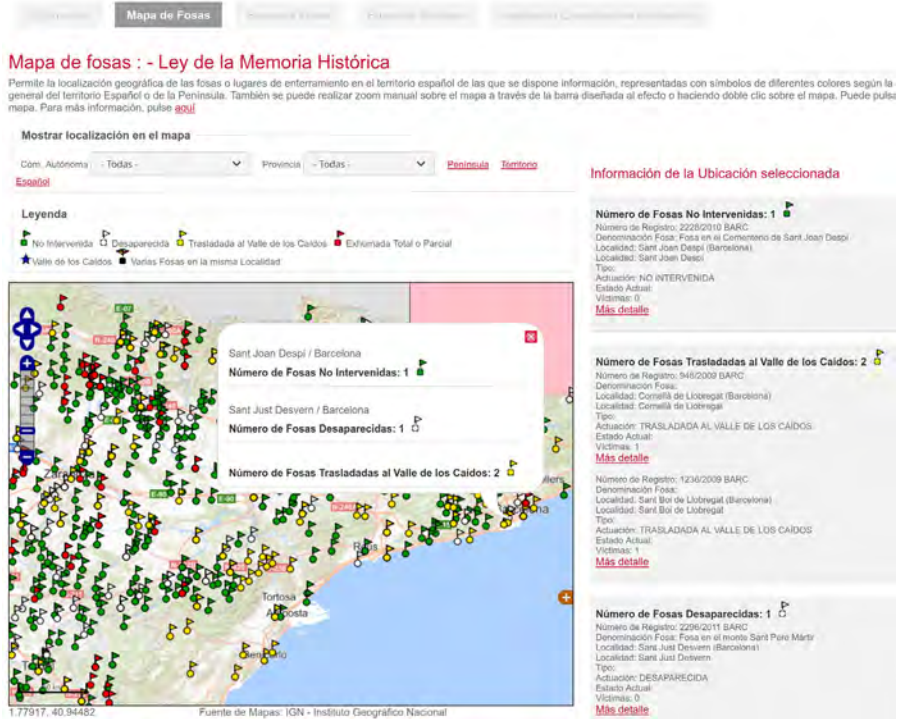 Mapa de Fosas
Mapa de fosas : - Ley de la Memoria Histórica
Permite la localización geográfica de las fosas o lugares de enterramiento en el territorio español de las que se dispone información, representadas con símbolos de diferentes colores según la
general del territorio Español o de la Península. También se puede realizar zoom manual sobre el mapa a través de la barra diseñada al efecto o haciendo doble clic sobre el mapa. Puede pulsa
mapa. Para más información, pulse aquí
Mostrar localización en el mapa
Com. Autónoma - Todas - Provincia - Todas - Península Territorio
Español
Leyenda
No Intervenida Desaparecida Trasladada al Valle de los Caídos Exhumada Total o Parcial
Valle de los Caídos Varias Fosas en la misma Localidad
Sant Joan Despí / Barcelona
Número de Fosas No Intervenidas: 1
Sant Just Desvern / Barcelona
Número de Fosas Desaparecidas: 1
Número de Fosas Trasladadas al Valle de los Caídos: 2
E-07
E-90
Reus
Tortosa
1.77917, 40.94482
Fuente de Mapas: IGN - Instituto Geográfico Nacional
Información de la Ubicación seleccionada
Número de Fosas No Intervenidas: 1
Número de Registro: 2228/2010 BARC
Denominación Fosa: Fosa en el Cementerio de Sant Joan Despí
Localidad: Sant Joan Despí (Barcelona)
Localidad: Sant Joan Despí
Tipo:
Actuación: NO INTERVENIDA
Estado Actual:
Víctimas: 0
Más detalle
Número de Fosas Trasladadas al Valle de los Caídos: 2
Número de Registro: 946/2009 BARC
Denominación Fosa:
Localidad: Cornellá de Llobregat (Barcelona)
Localidad: Cornellá de Llobregat
Tipo:
Actuación: TRASLADADA AL VALLE DE LOS CAÍDOS
Estado Actual:
Víctimas: 1
Más detalle
Número de Registro: 1236/2009 BARC
Denominación Fosa:
Localidad: Sant Boi de Llobregat (Barcelona)
Localidad: Sant Boi de Llobregat
Tipo:
Actuación: TRASLADADA AL VALLE DE LOS CAÍDOS
Estado Actual:
Víctimas: 1
Más detalle
Número de Fosas Desaparecidas: 1
Número de Registro: 2296/2011 BARC
Denominación Fosa: Fosa en el monte Sant Pere Màrtir
Localidad: Sant Just Desvern (Barcelona)
Localidad: Sant Just Desvern
Tipo:
Actuación: DESAPARECIDA
Estado Actual:
Víctimas: 0
Más detalle